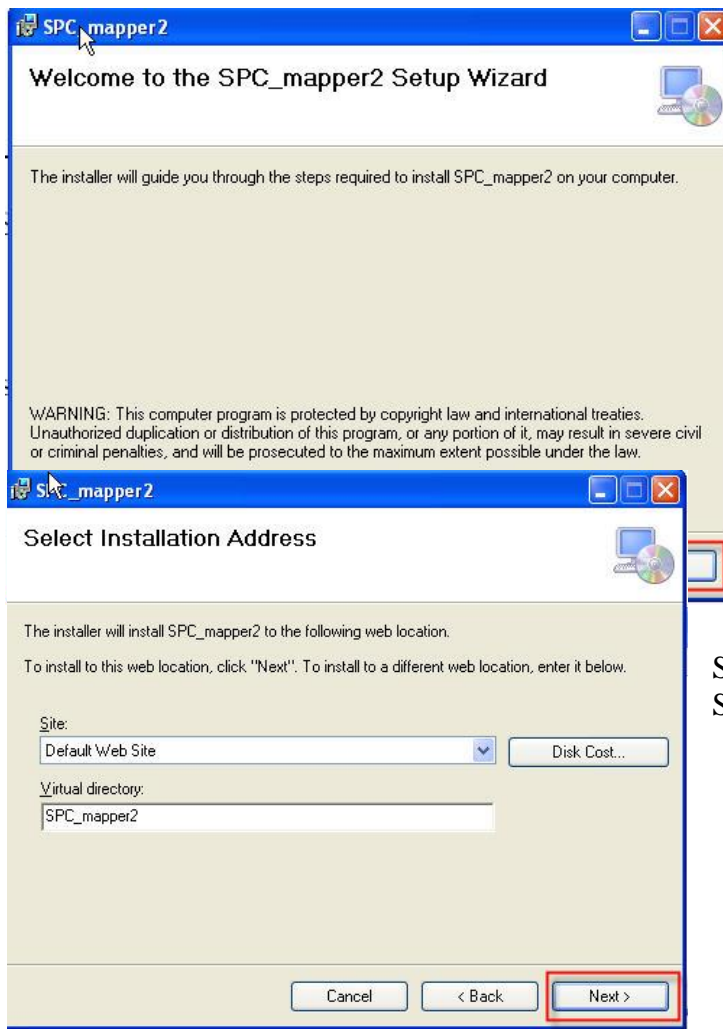 SPC_mapper2
Welcome to the SPC_mapper2 Setup Wizard
The installer will guide you through the steps required to install SPC_mapper2 on your computer.
WARNING: This computer program is protected by copyright law and international treaties.
Unauthorized duplication or distribution of this program, or any portion of it, may result in severe civil
or criminal penalties, and will be prosecuted to the maximum extent possible under the law.
SPC_mapper2
Select Installation Address
The installer will install SPC_mapper2 to the following web location.
To install to this web location, click "Next". To install to a different web location, enter it below.
Site:
Default Web Site
Disk Cost...
Virtual directory:
SPC_mapper2
Cancel
< Back
Next >
S
S